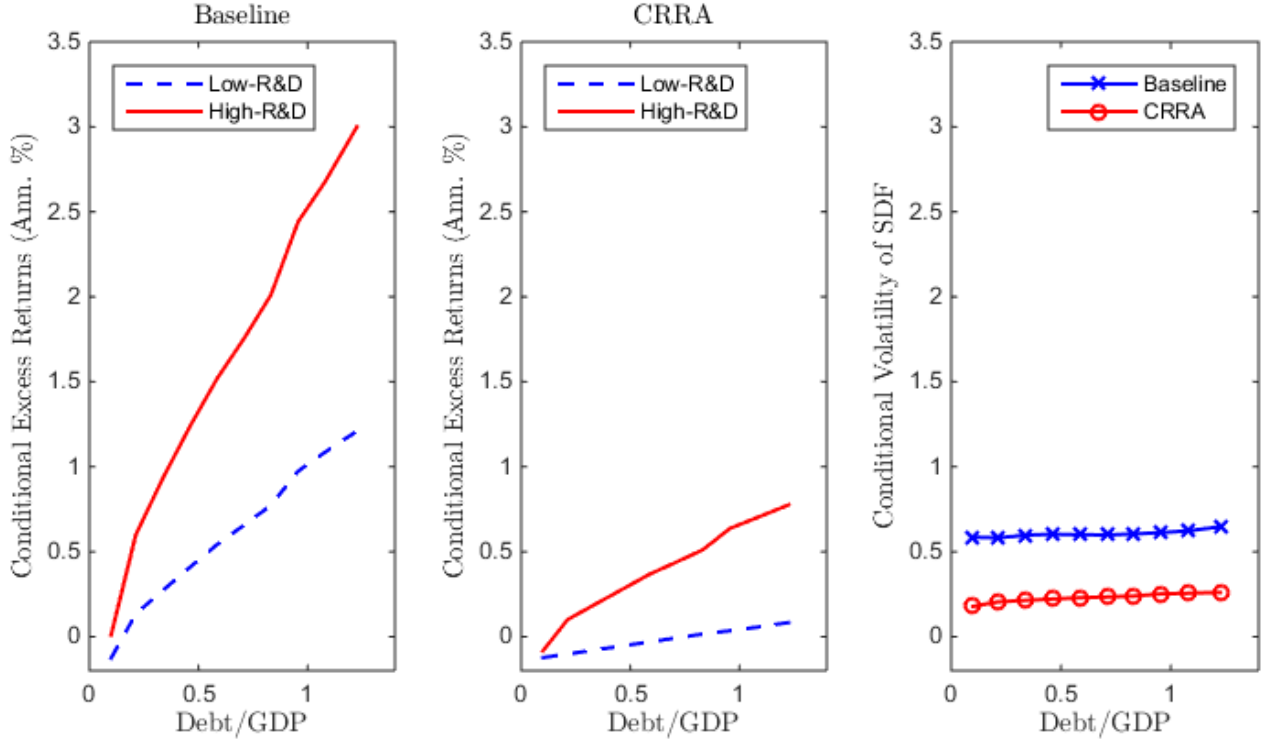 Baseline
Conditional Excess Returns (Ann. %)
3.5
3
2.5
2
1.5
1
0.5
0
Low-R&D
High-R&D
0
0.5
1
Debt/GDP
CRRA
Conditional Excess Returns (Ann. %)
3.5
3
2.5
2
1.5
1
0.5
0
Low-R&D
High-R&D
0
0.5
1
Debt/GDP
Conditional Volatility of SDF
3.5
3
2.5
2
1.5
1
0.5
0
Baseline
CRRA
0
0.5
1
Debt/GDP